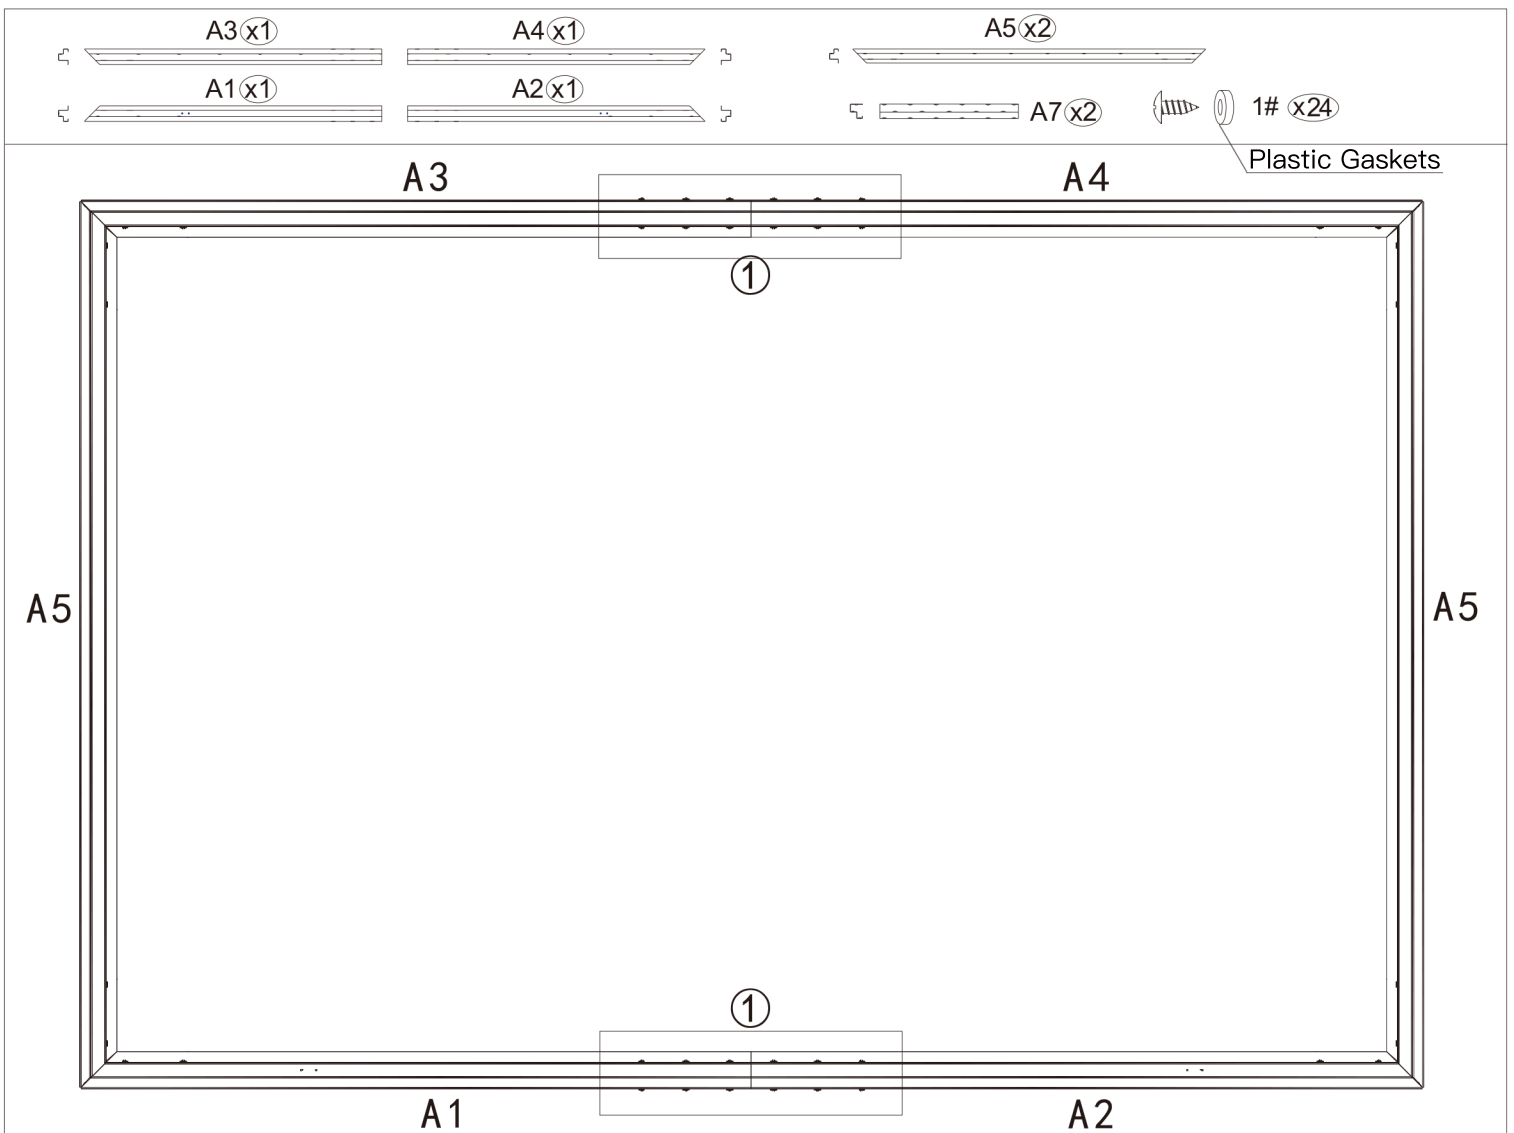 A3 x1 A4 x1 A5 x2
A1 x1 A2 x1
A7 x2 1# x24
Plastic Gaskets
A3 A4
①
A5 A5
①
A1 A2